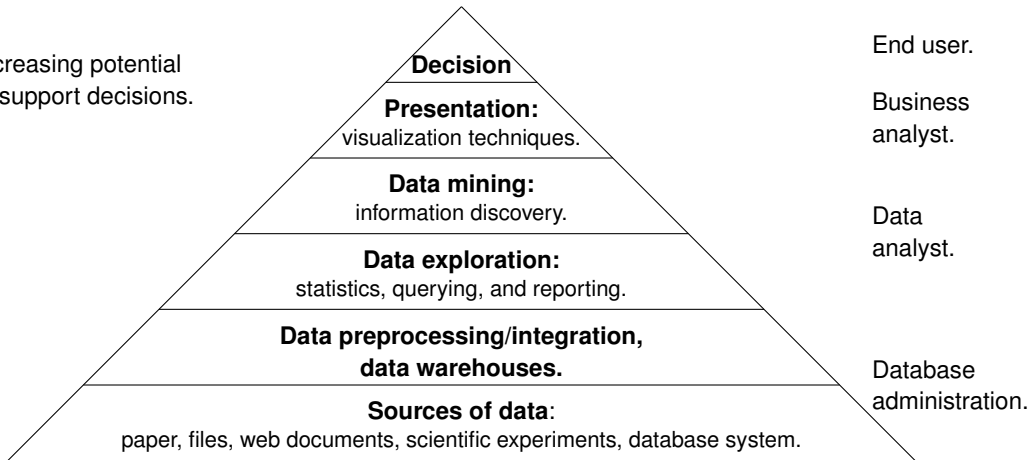 creasing potential
support decisions.
Decision
Presentation:
visualization techniques.
Data mining:
information discovery.
Data exploration:
statistics, querying, and reporting.
Data preprocessing/integration,
data warehouses.
Sources of data:
paper, files, web documents, scientific experiments, database system.
End user.
Business
analyst.
Data
analyst.
Database
administration.